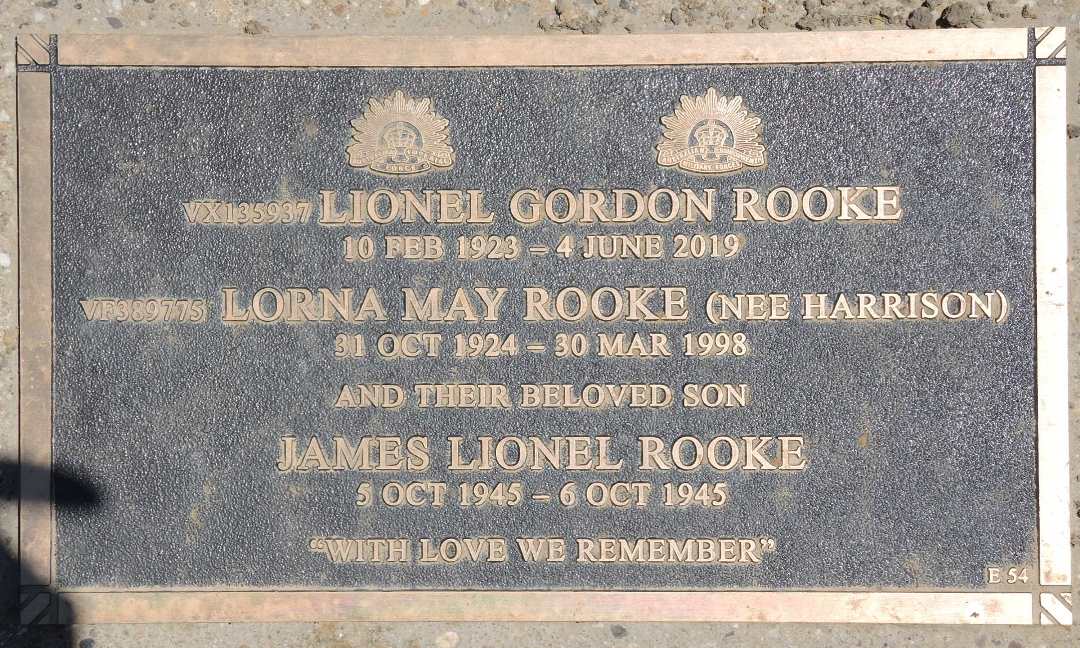 VX135937 LIONEL GORDON ROOKE
10 FEB 1923 – 4 JUNE 2019
VF389775 LORNA MAY ROOKE (NEE HARRISON)
31 OCT 1924 – 30 MAR 1998
AND THEIR BELOVED SON
JAMES LIONEL ROOKE
5 OCT 1945 – 6 OCT 1945
“WITH LOVE WE REMEMBER”
E 54